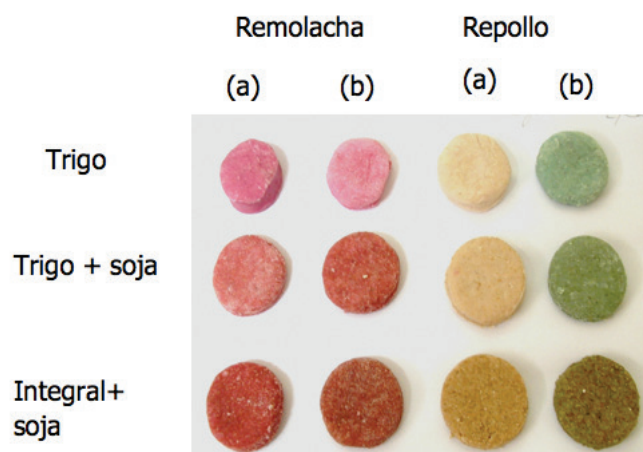 Remolacha Repollo
(a) (b) (a) (b)
Trigo
Trigo + soja
Integral+
soja